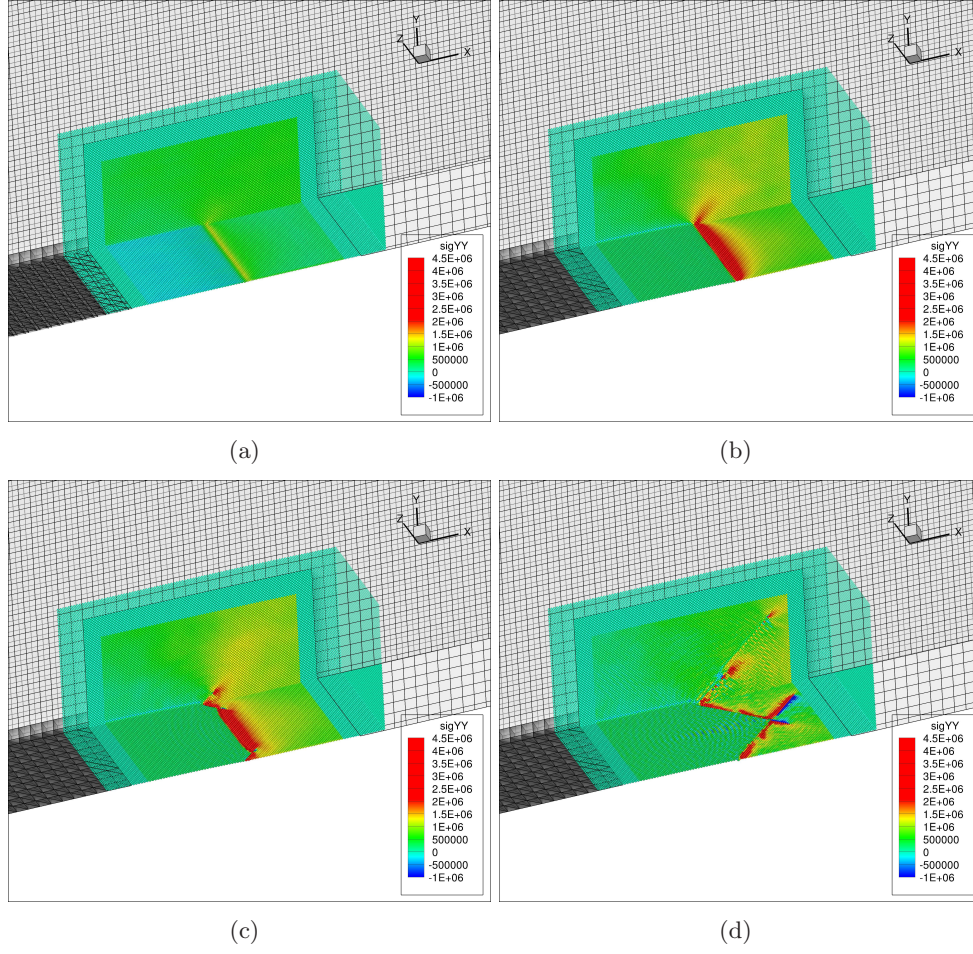 Y
Z
X
sigYY
4.5E+06
4E+06
3.5E+06
3E+06
2.5E+06
2E+06
1.5E+06
1E+06
500000
0
-500000
-1E+06
(a)
Y
Z
X
sigYY
4.5E+06
4E+06
3.5E+06
3E+06
2.5E+06
2E+06
1.5E+06
1E+06
500000
0
-500000
-1E+06
(b)
Y
Z
X
sigYY
4.5E+06
4E+06
3.5E+06
3E+06
2.5E+06
2E+06
1.5E+06
1E+06
500000
0
-500000
-1E+06
(c)
Y
Z
X
sigYY
4.5E+06
4E+06
3.5E+06
3E+06
2.5E+06
2E+06
1.5E+06
1E+06
500000
0
-500000
-1E+06
(d)